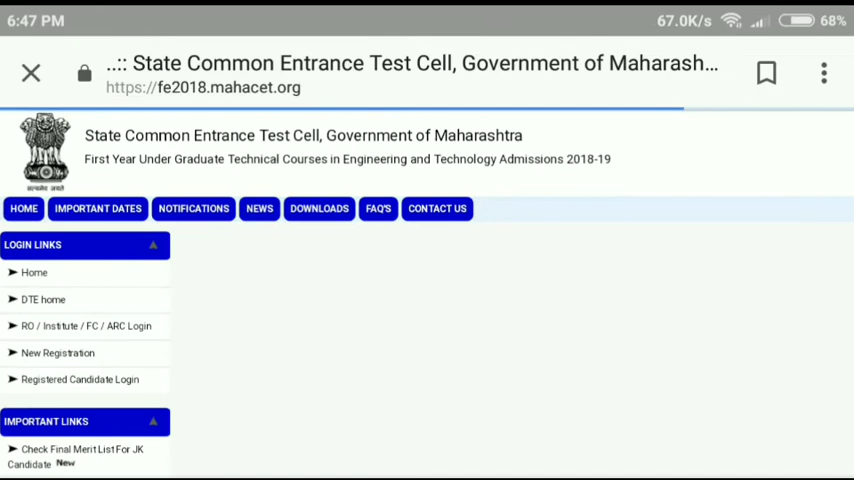 6:47 PM
67.0K/s
68%
..:: State Common Entrance Test Cell, Government of Maharash...
https://fe2018.mahacet.org
सत्यमेव जयते
State Common Entrance Test Cell, Government of Maharashtra
First Year Under Graduate Technical Courses in Engineering and Technology Admissions 2018-19
HOME
IMPORTANT DATES
NOTIFICATIONS
NEWS
DOWNLOADS
FAQ'S
CONTACT US
LOGIN LINKS
Home
DTE home
RO / Institute / FC / ARC Login
New Registration
Registered Candidate Login
IMPORTANT LINKS
Check Final Merit List For JK
Candidate New